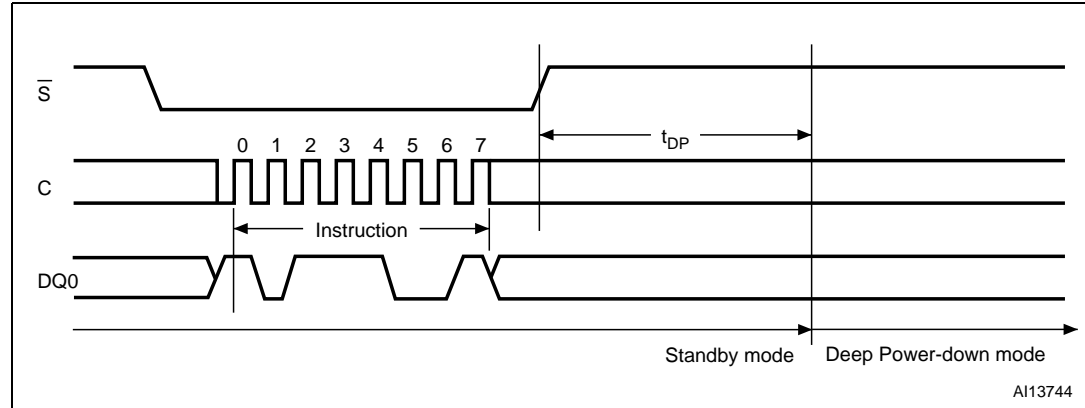 S
tDP
0 1 2 3 4 5 6 7
C
Instruction
DQ0
Standby mode Deep Power-down mode
AI13744